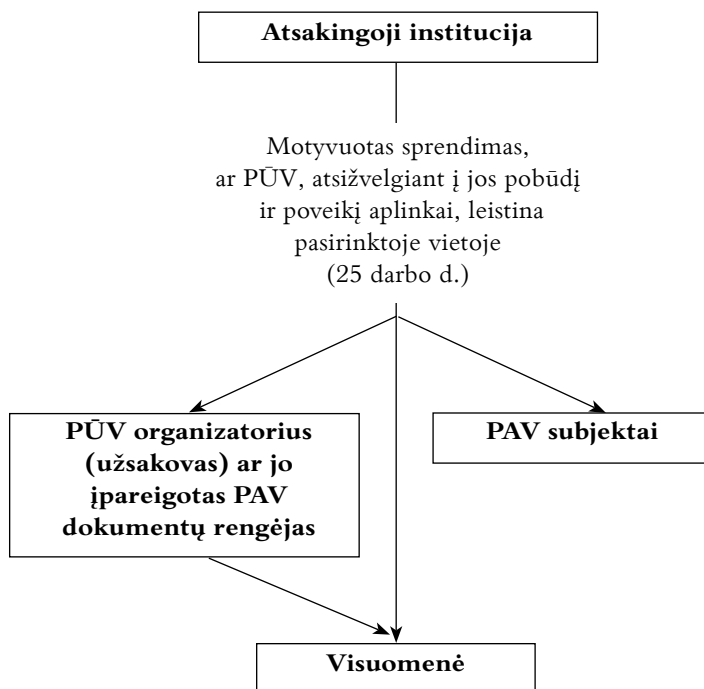 Atsakingoji institucija
Motyvuotas sprendimas,
ar PŪV, atsižvelgiant į jos pobūdį
ir poveikį aplinkai, leistina
pasirinktoje vietoje
(25 darbo d.)
PŪV organizatorius
(užsakovas) ar jo
įpareigotas PAV
dokumentų rengėjas
PAV subjektai
Visuomenė